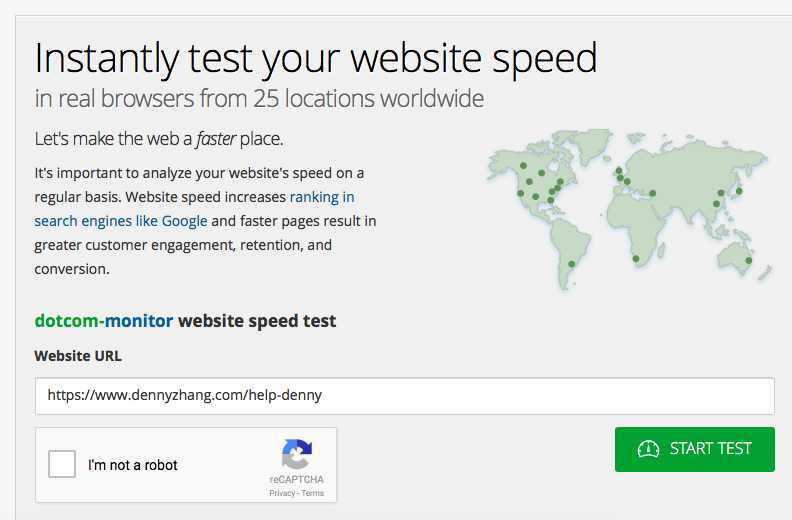 Instantly test your website speed
in real browsers from 25 locations worldwide
Let's make the web a faster place.
It's important to analyze your website's speed on a
regular basis. Website speed increases ranking in
search engines like Google and faster pages result in
greater customer engagement, retention, and
conversion.
dotcom-monitor website speed test
Website URL
https://www.dennyzhang.com/help-denny
I'm not a robot
reCAPTCHA
Privacy - Terms
START TEST